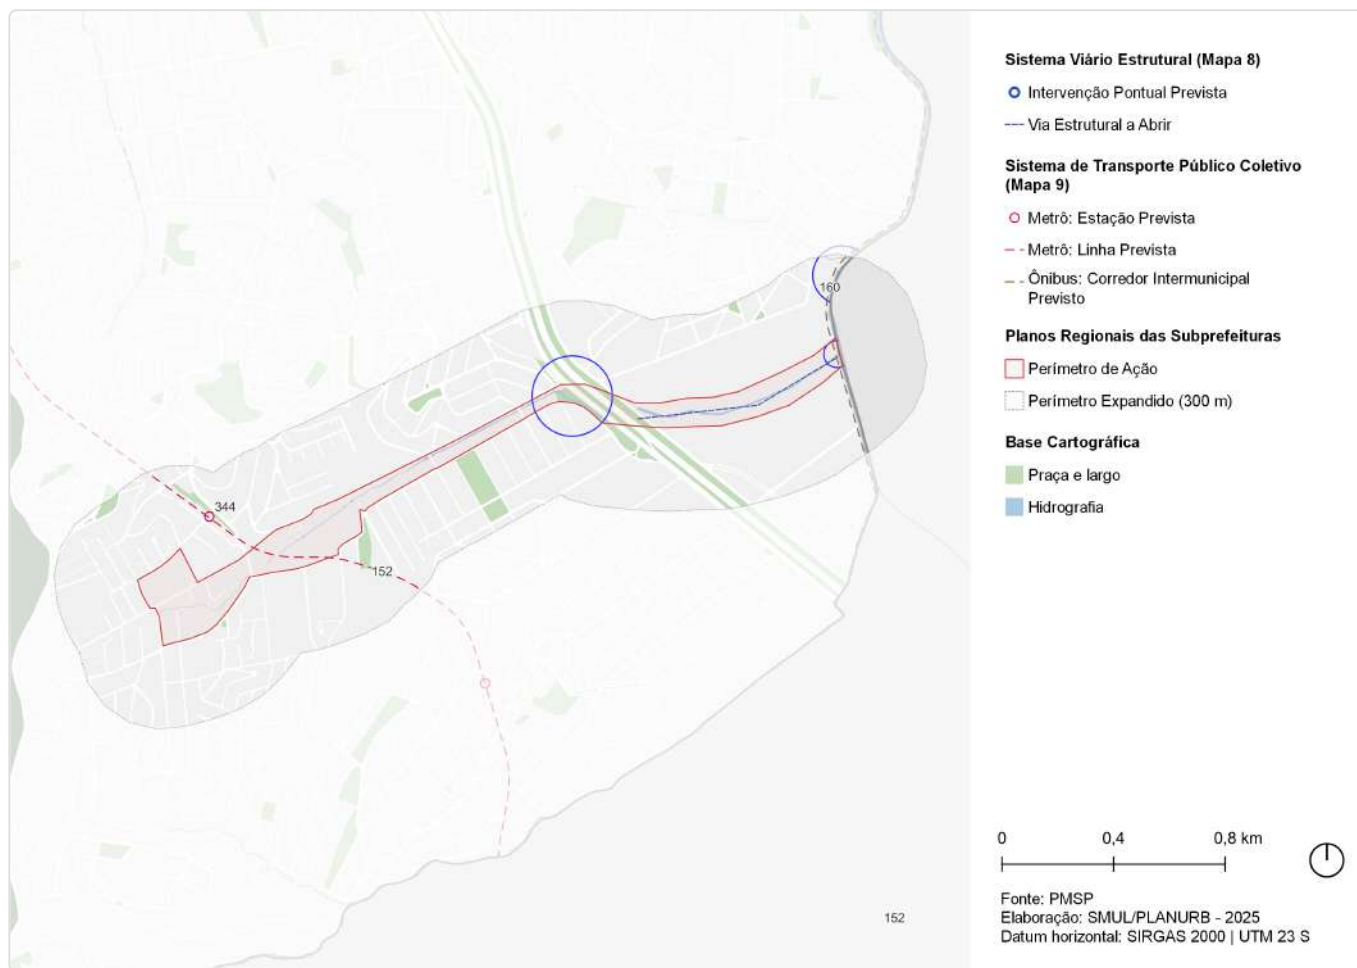 Sistema Viário Estrutural (Mapa 8)
Intervenção Pontual Prevista
Via Estrutural a Abrir
Sistema de Transporte Público Coletivo
(Mapa 9)
Metrô: Estação Prevista
Metrô: Linha Prevista
Ônibus: Corredor Intermunicipal
Previsto
Planos Regionais das Subprefeituras
Perímetro de Ação
Perímetro Expandido (300 m)
Base Cartográfica
Praça e largo
Hidrografia
160
344
152
152
0 0,4 0,8 km
Fonte: PMSP
Elaboração: SMUL/PLANURB - 2025
Datum horizontal: SIRGAS 2000 | UTM 23 S